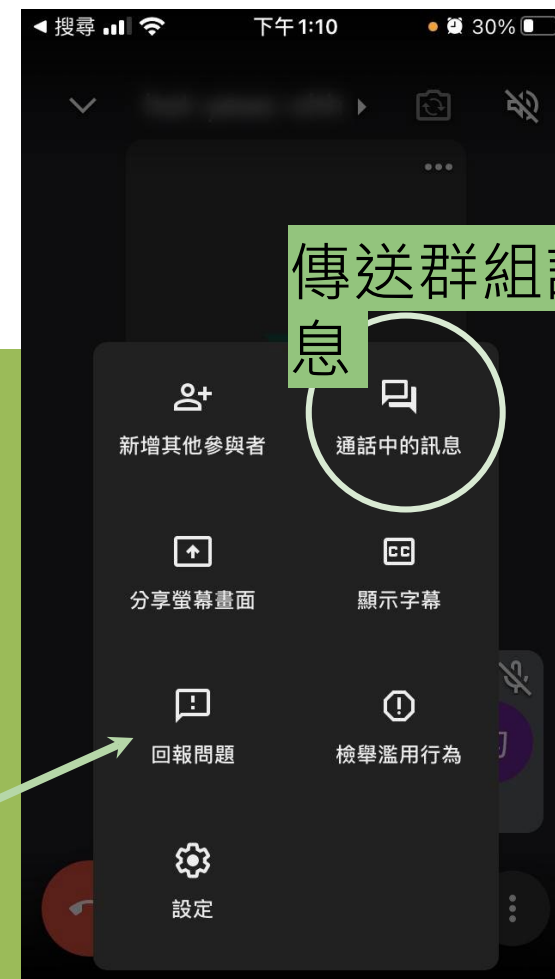 搜尋
下午1:10
30%
傳送群組
息
新增其他參與者
通話中的訊息
分享螢幕畫面
CC
顯示字幕
回報問題
檢舉濫用行為
設定